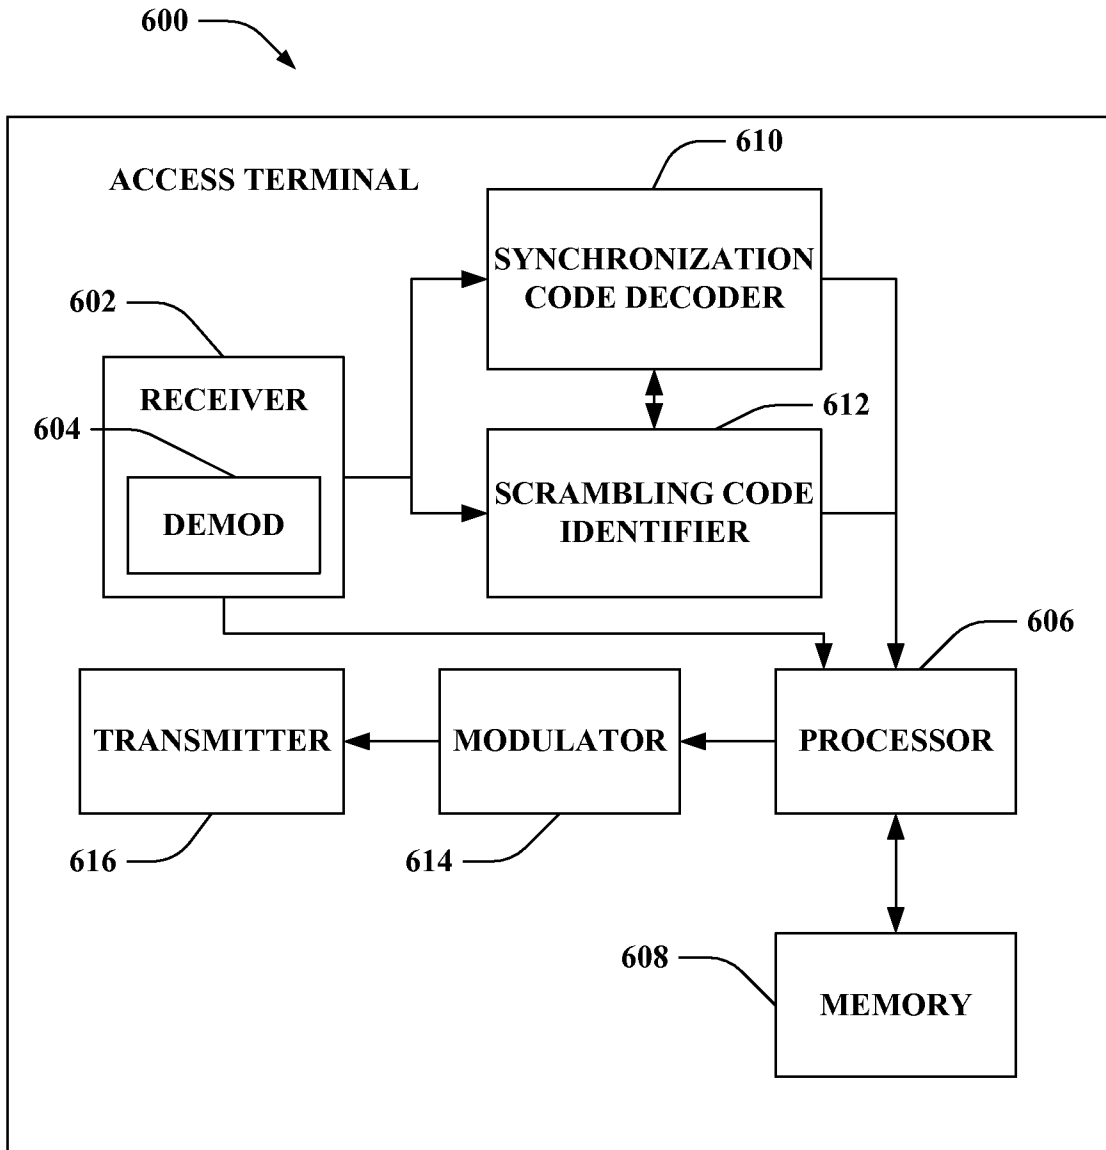 600
610
ACCESS TERMINAL
SYNCHRONIZATION
CODE DECODER
602
RECEIVER
612
604
SCRAMBLING CODE
IDENTIFIER
DEMOD
606
TRANSMITTER
MODULATOR
PROCESSOR
616
614
608
MEMORY